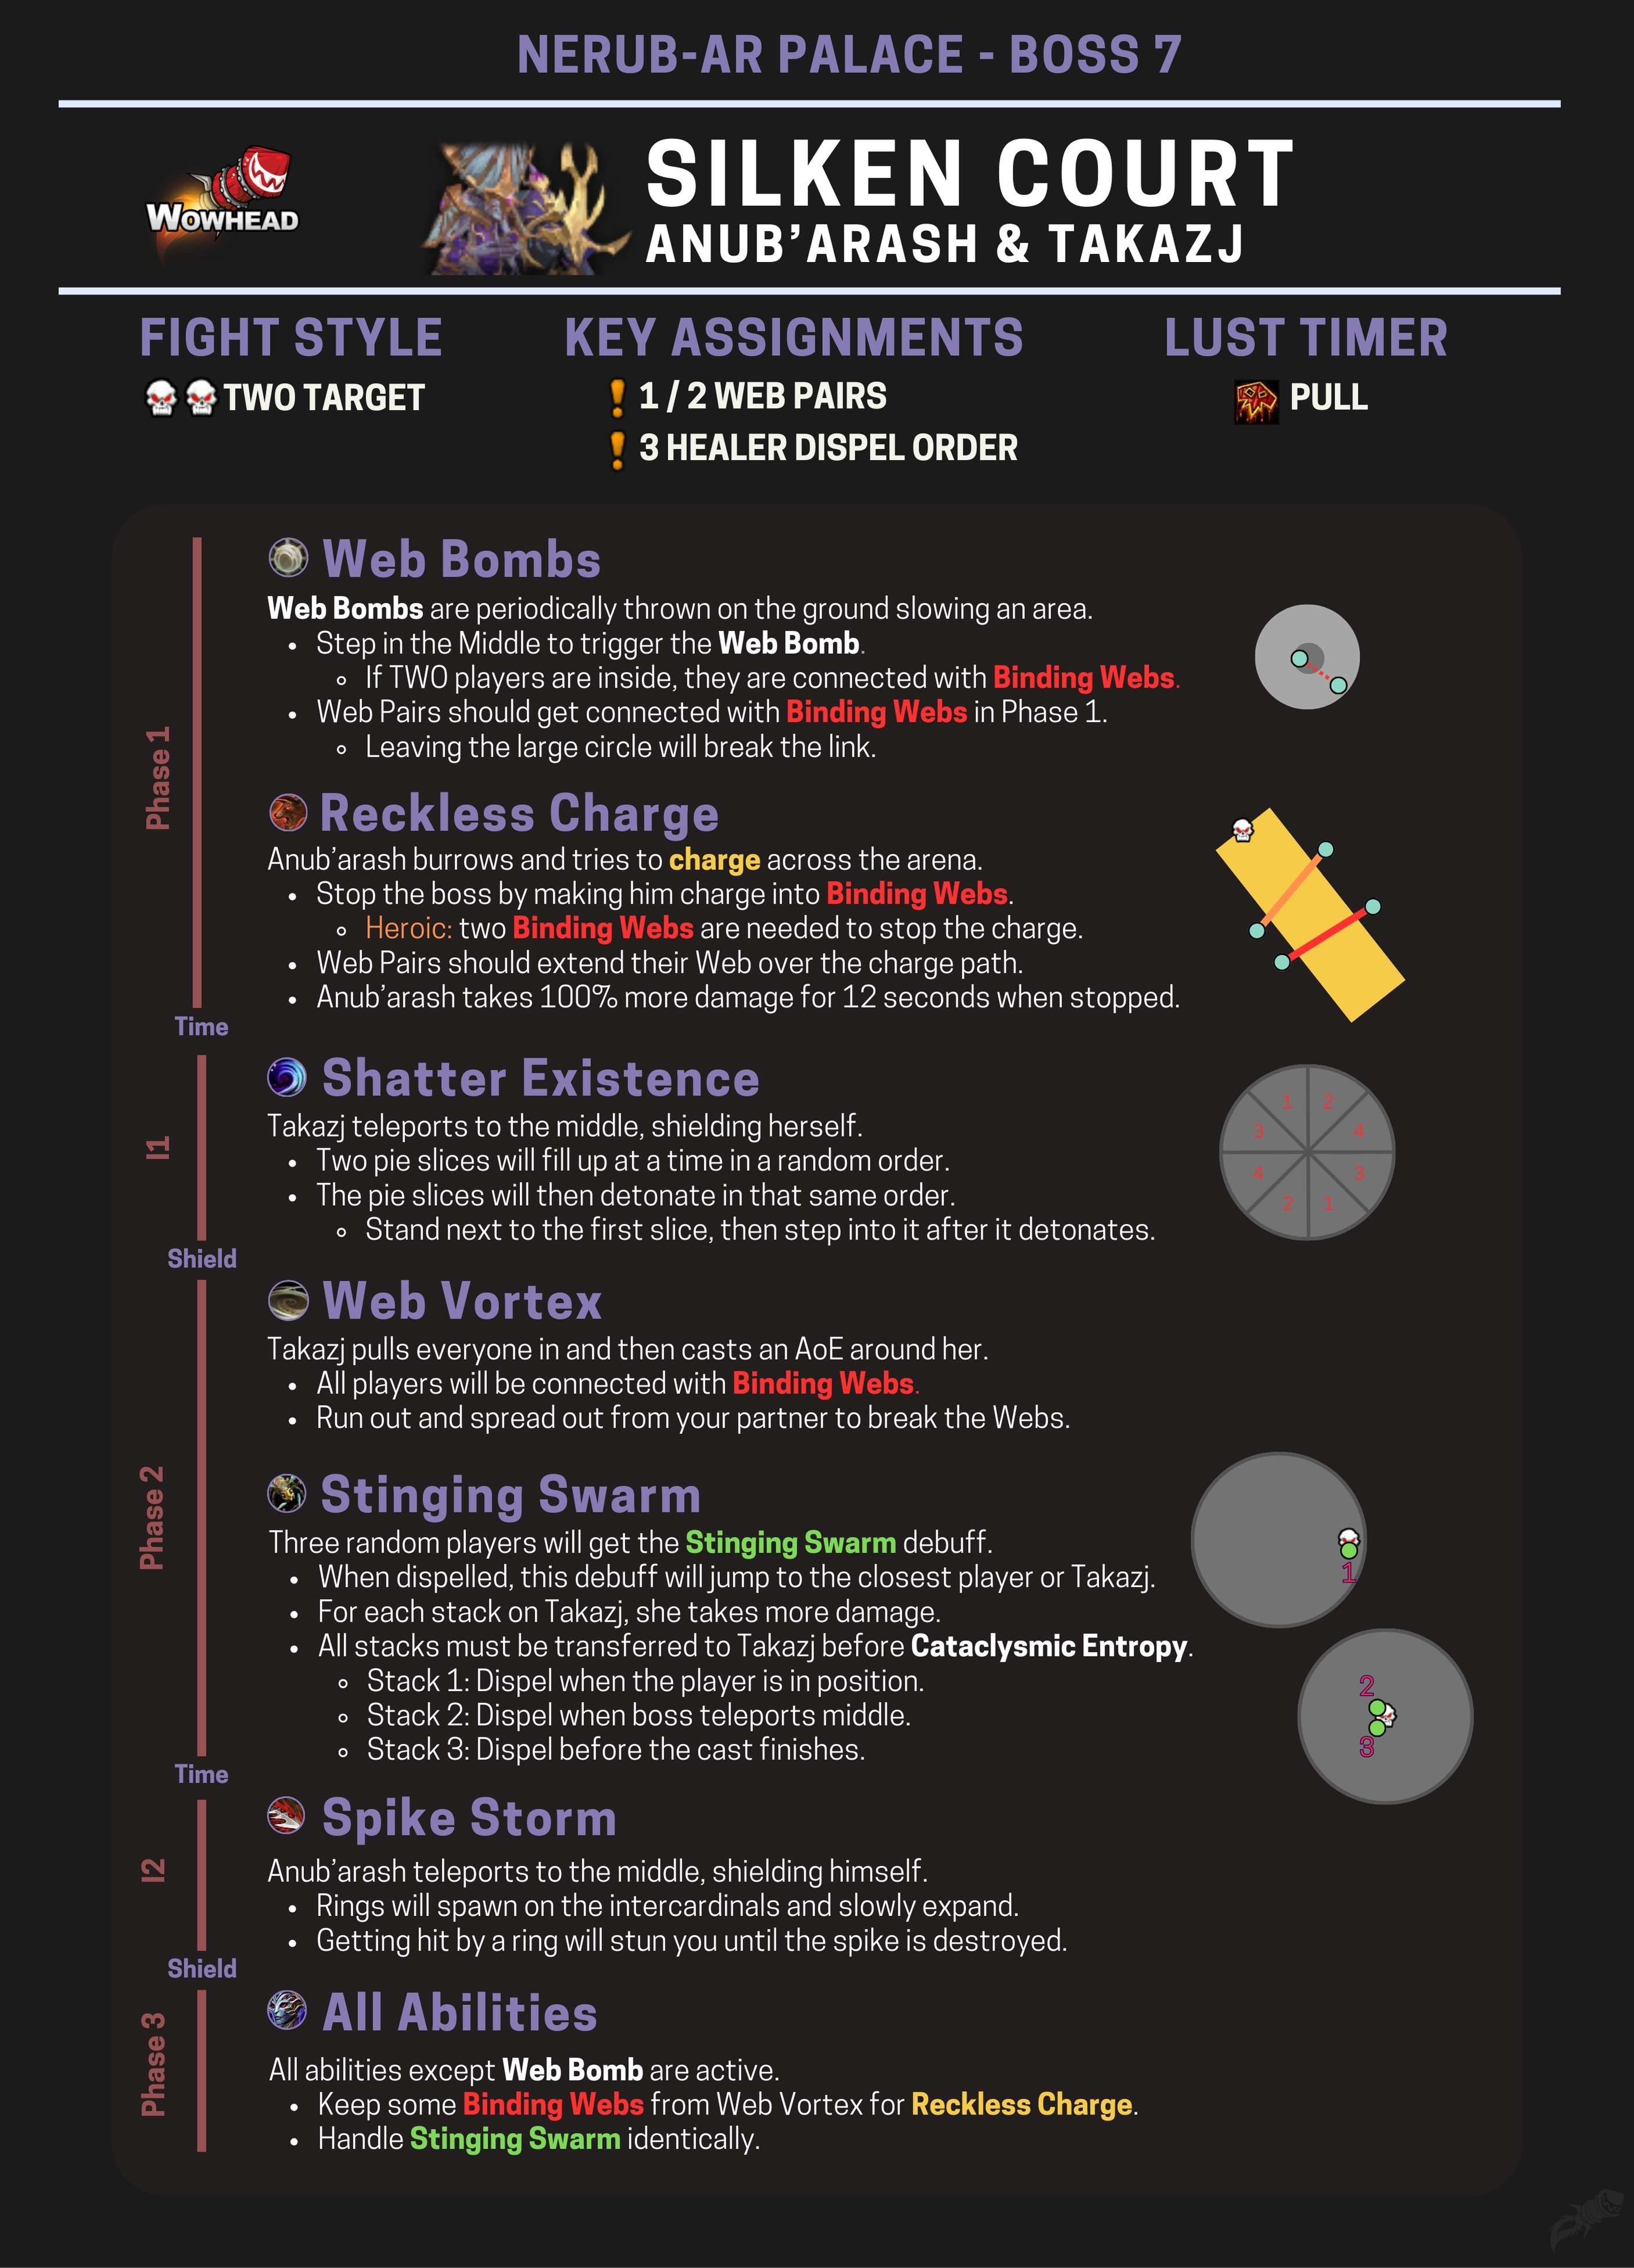 NERUB-AR PALACE - BOSS 7
WOWHEAD
SILKEN COURT
ANUB’ARASH & TAKAZJ
FIGHT STYLE
TWO TARGET
KEY ASSIGNMENTS
1 / 2 WEB PAIRS
3 HEALER DISPEL ORDER
LUST TIMER
PULL
Phase 1
Web Bombs
Web Bombs are periodically thrown on the ground slowing an area.
• Step in the Middle to trigger the Web Bomb.
◦ If TWO players are inside, they are connected with Binding Webs.
• Web Pairs should get connected with Binding Webs in Phase 1.
◦ Leaving the large circle will break the link.
Reckless Charge
Anub’arash burrows and tries to charge across the arena.
• Stop the boss by making him charge into Binding Webs.
◦ Heroic: two Binding Webs are needed to stop the charge.
• Web Pairs should extend their Web over the charge path.
• Anub’arash takes 100% more damage for 12 seconds when stopped.
Time
I1
Shatter Existence
Takazj teleports to the middle, shielding herself.
• Two pie slices will fill up at a time in a random order.
• The pie slices will then detonate in that same order.
◦ Stand next to the first slice, then step into it after it detonates.
1 2
3 4
4 3
2 1
Shield
Phase 2
Web Vortex
Takazj pulls everyone in and then casts an AoE around her.
• All players will be connected with Binding Webs.
• Run out and spread out from your partner to break the Webs.
Stinging Swarm
Three random players will get the Stinging Swarm debuff.
• When dispelled, this debuff will jump to the closest player or Takazj.
• For each stack on Takazj, she takes more damage.
• All stacks must be transferred to Takazj before Cataclysmic Entropy.
◦ Stack 1: Dispel when the player is in position.
◦ Stack 2: Dispel when boss teleports middle.
◦ Stack 3: Dispel before the cast finishes.
1
2
3
Time
I2
Spike Storm
Anub’arash teleports to the middle, shielding himself.
• Rings will spawn on the intercardinals and slowly expand.
• Getting hit by a ring will stun you until the spike is destroyed.
Shield
Phase 3
All Abilities
All abilities except Web Bomb are active.
• Keep some Binding Webs from Web Vortex for Reckless Charge.
• Handle Stinging Swarm identically.